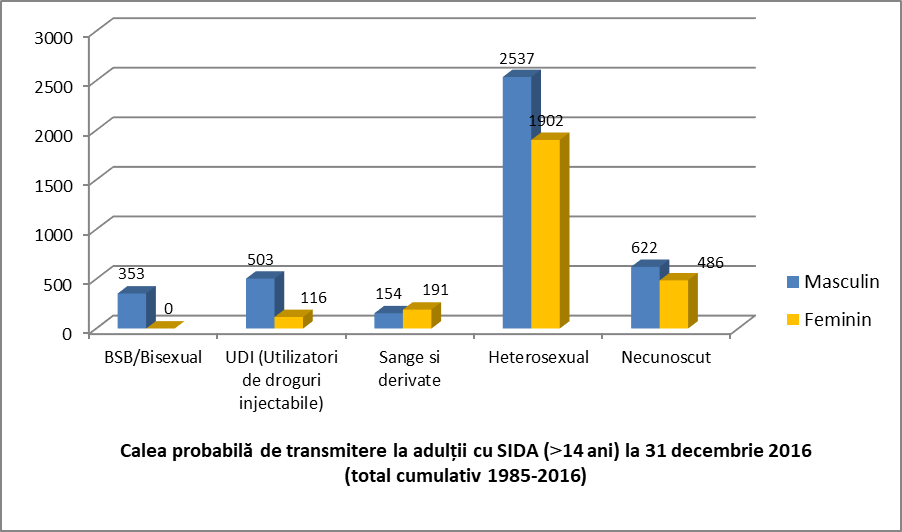 3000
2500
2000
1500
1000
500
0
353
0
503
116
154
191
2537
1902
622
486
BSB/Bisexual
UDI (Utilizatori
de droguri
injectabile)
Sange si
derivate
Heterosexual
Necunoscut
Masculin
Feminin
Calea probabilă de transmitere la adulții cu SIDA (>14 ani) la 31 decembrie 2016
(total cumulativ 1985-2016)